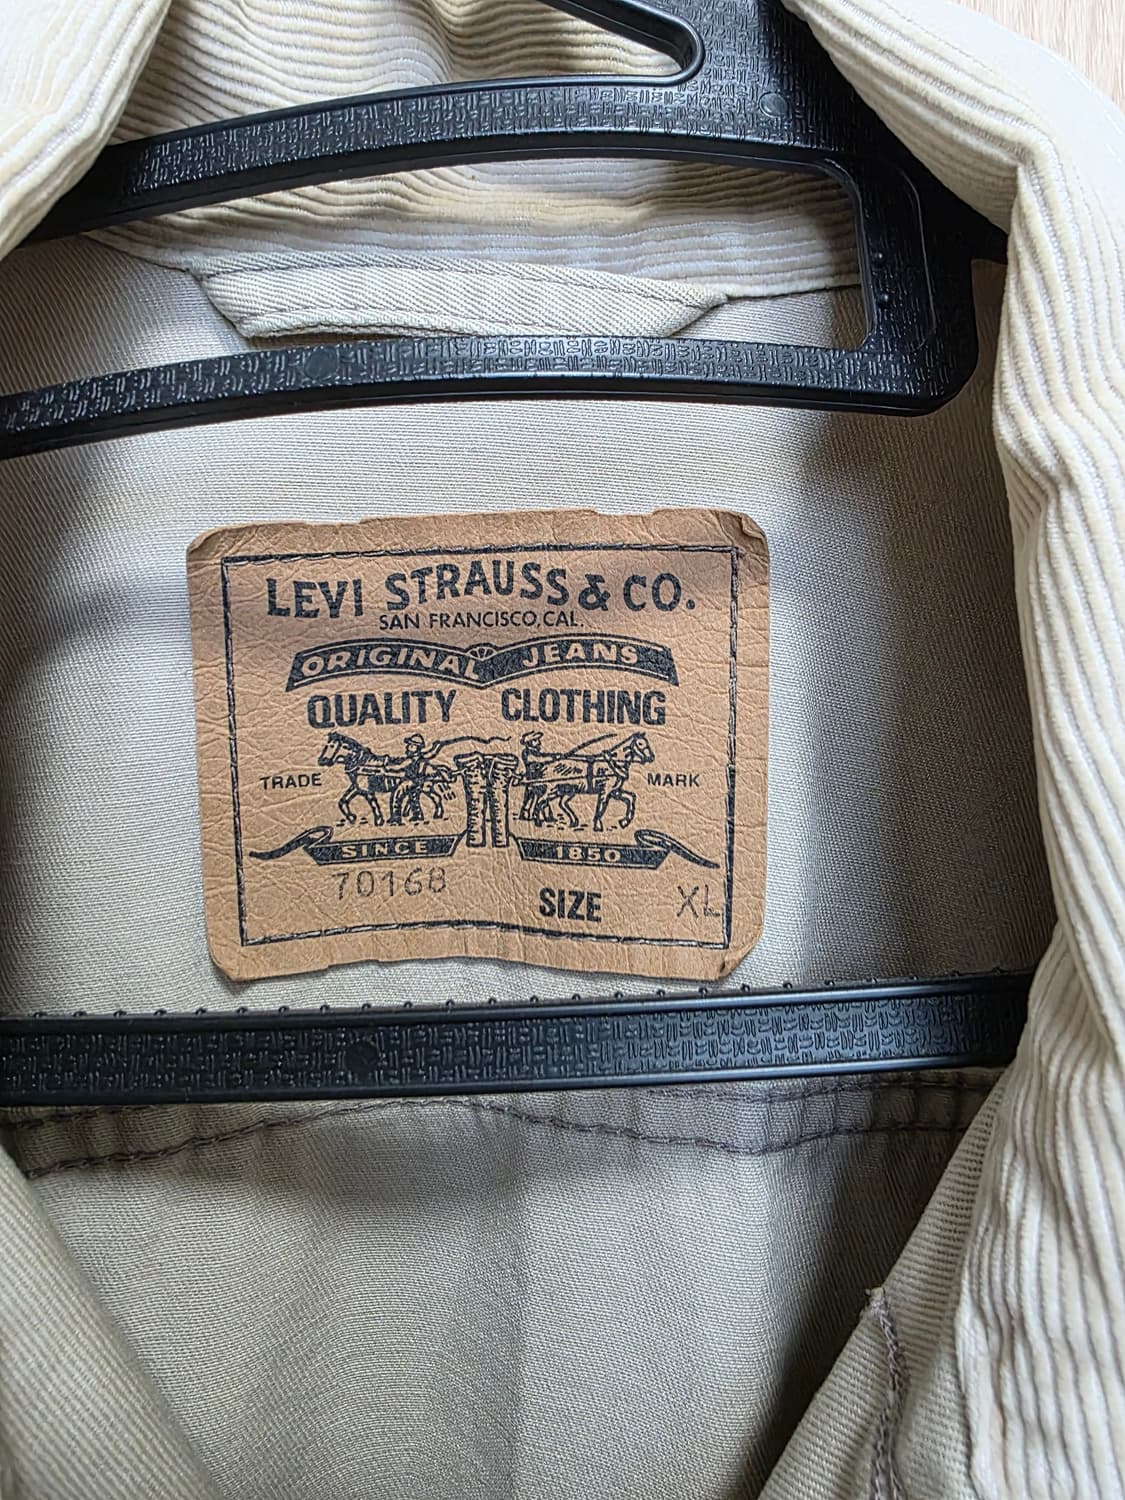 LEVI STRAUSS & CO.
SAN FRANCISCO, CAL.
ORIGINAL JEANS
QUALITY CLOTHING
TRADE MARK
SINCE 1850
70168
SIZE XL